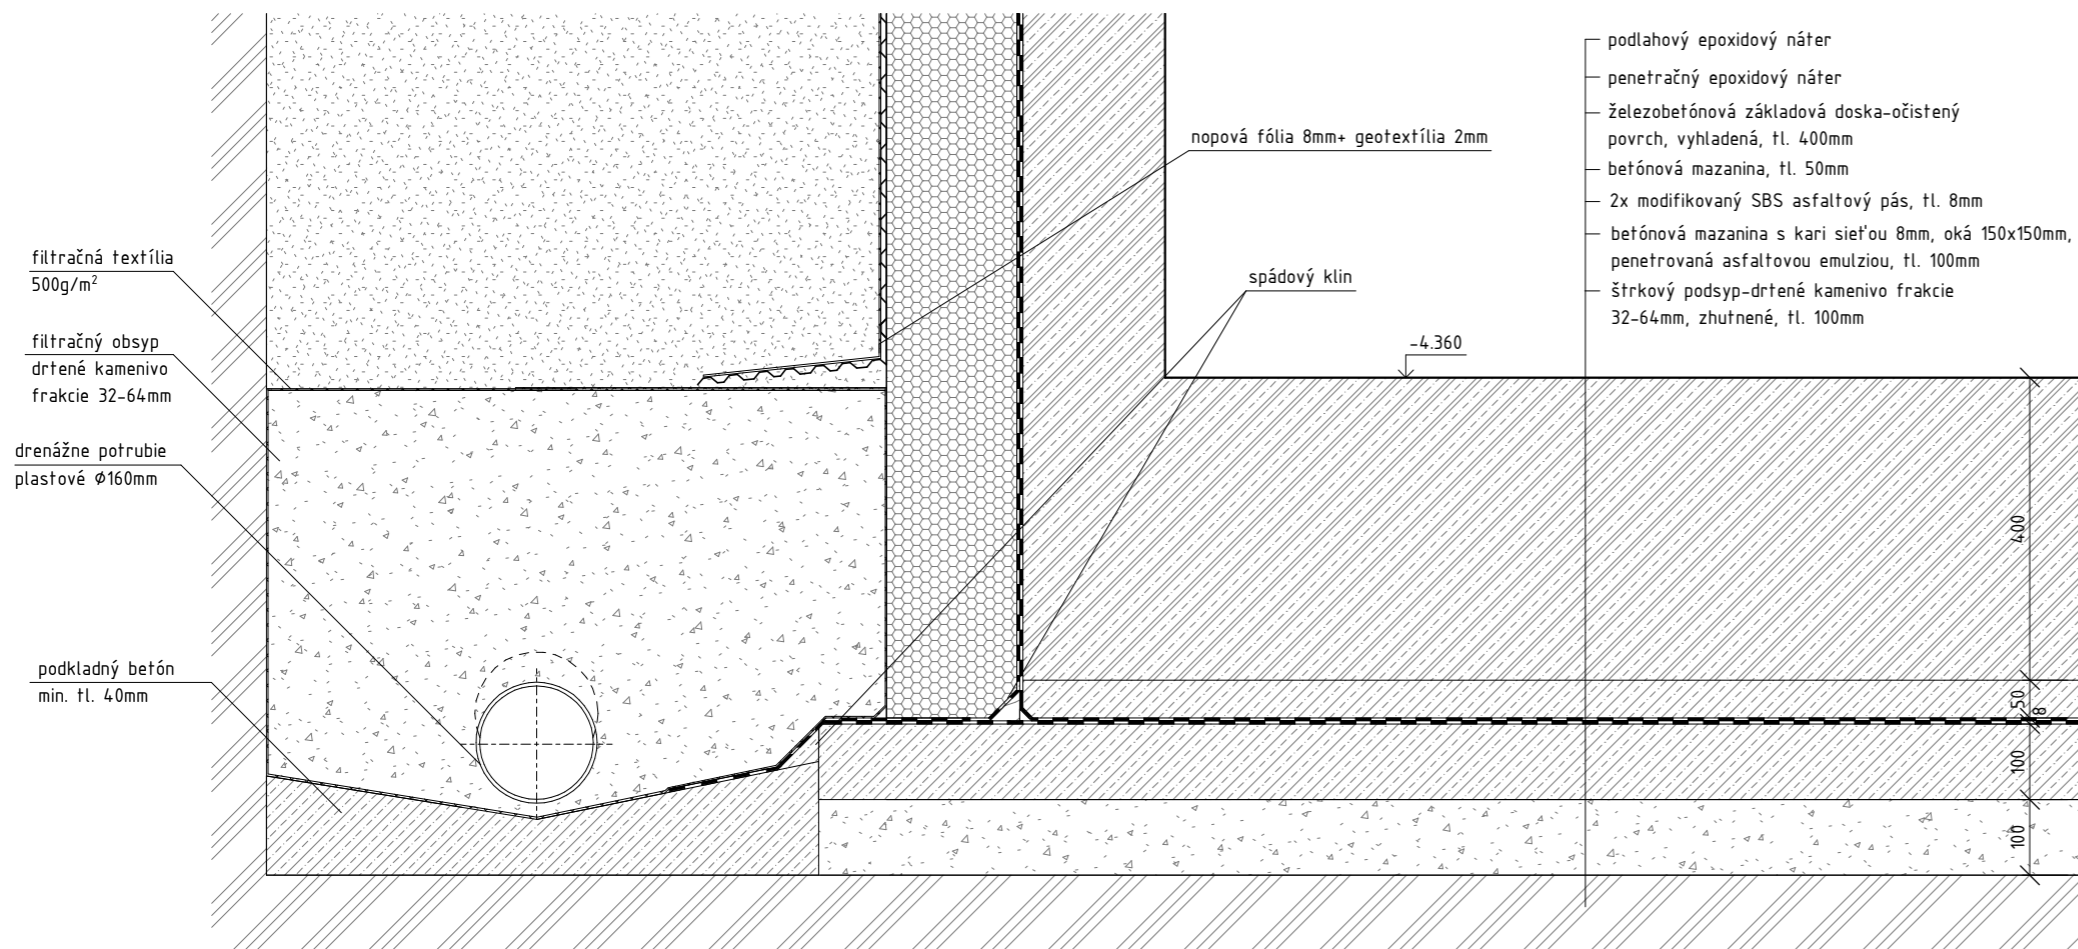 filtračná textília
500g/m²
filtračný obsyp
drtené kamenivo
frakcie 32-64mm
drenážne potrubie
plastové Φ160mm
podkladný betón
min. tl. 40mm
nopová fólia 8mm+ geotextília 2mm
spádový klin
-4.360
podlahový epoxidový náter
penetračný epoxidový náter
železobetónová základová doska-očistený
povrch, vyhladená, tl. 400mm
betónová mazanina, tl. 50mm
2x modifikovaný SBS asfaltový pás, tl. 8mm
betónová mazanina s kari sieťou 8mm, oká 150x150mm,
penetrovaná asfaltovou emulziou, tl. 100mm
štrkový podsyp-drtené kamenivo frakcie
32-64mm, zhutnené, tl. 100mm
400
50
8
100
100